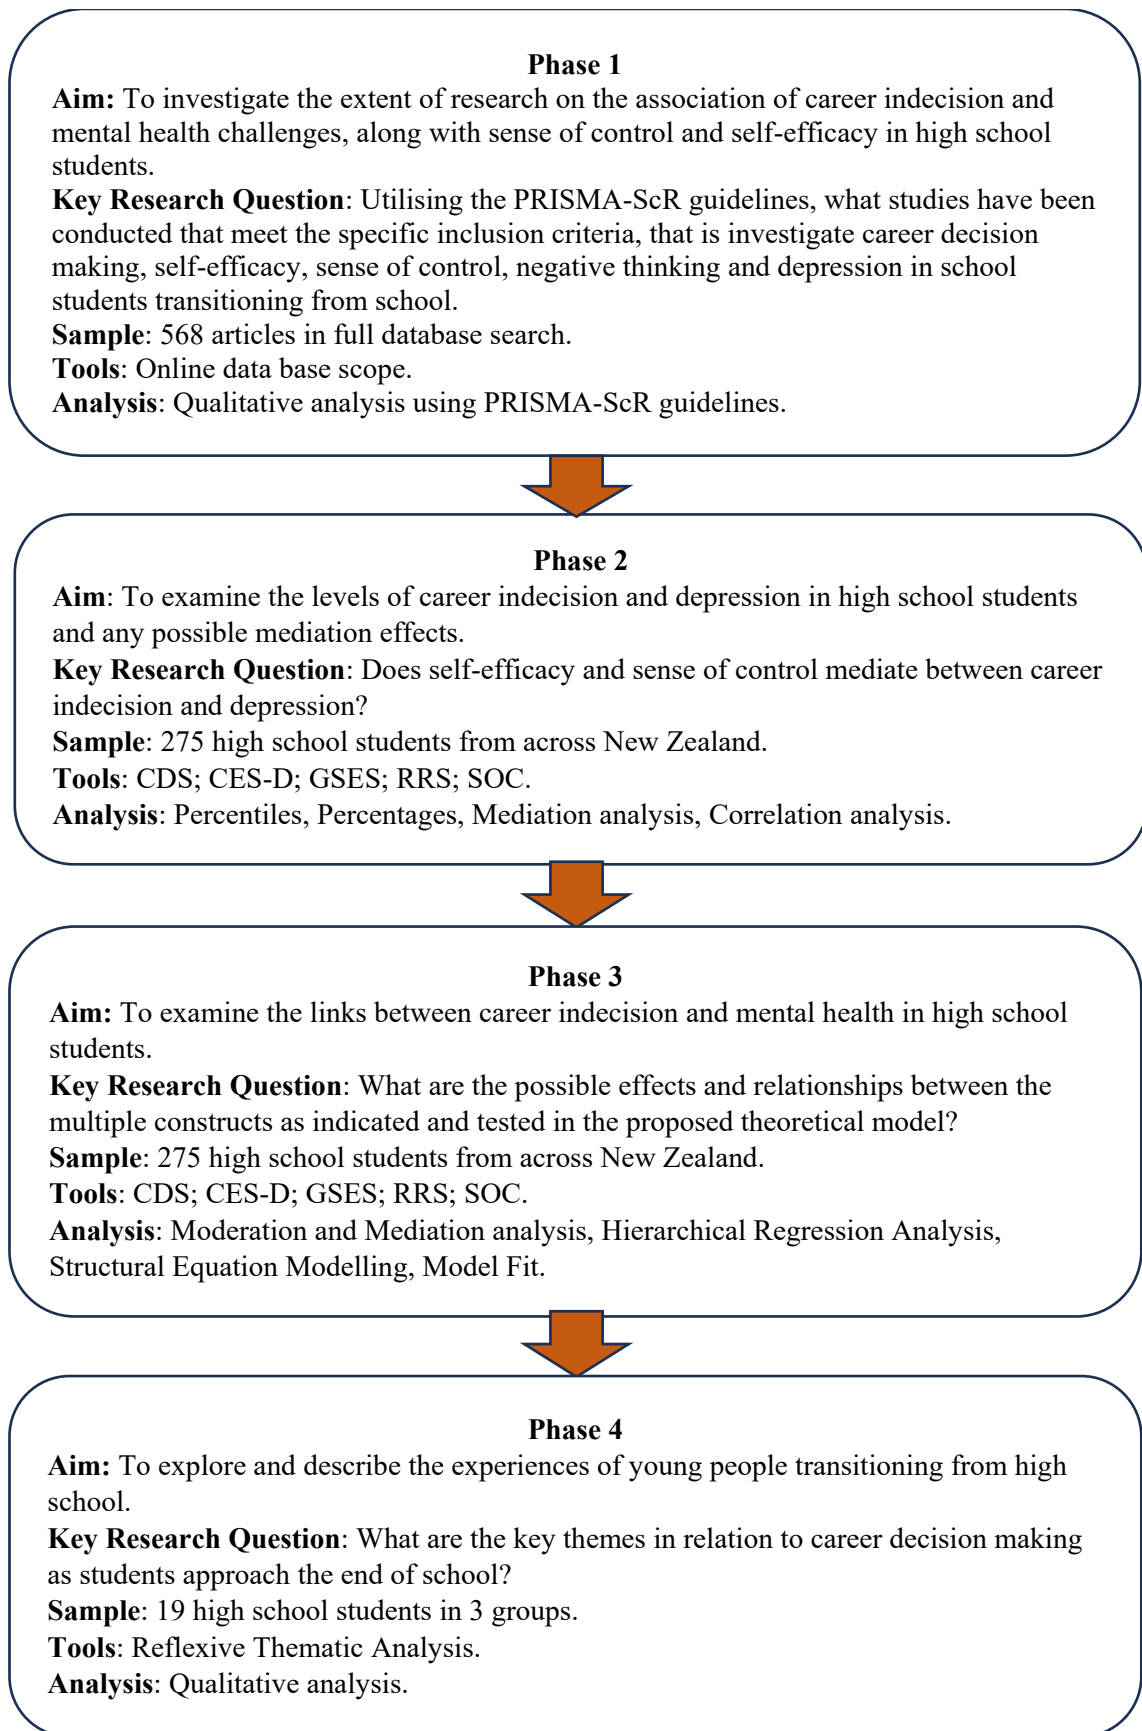 Phase 1
Aim: To investigate the extent of research on the association of career indecision and
mental health challenges, along with sense of control and self-efficacy in high school
students.
Key Research Question: Utilising the PRISMA-ScR guidelines, what studies have been
conducted that meet the specific inclusion criteria, that is investigate career decision
making, self-efficacy, sense of control, negative thinking and depression in school
students transitioning from school.
Sample: 568 articles in full database search.
Tools: Online data base scope.
Analysis: Qualitative analysis using PRISMA-ScR guidelines.
Phase 2
Aim: To examine the levels of career indecision and depression in high school students
and any possible mediation effects.
Key Research Question: Does self-efficacy and sense of control mediate between career
indecision and depression?
Sample: 275 high school students from across New Zealand.
Tools: CDS; CES-D; GSES; RRS; SOC.
Analysis: Percentiles, Percentages, Mediation analysis, Correlation analysis.
Phase 3
Aim: To examine the links between career indecision and mental health in high school
students.
Key Research Question: What are the possible effects and relationships between the
multiple constructs as indicated and tested in the proposed theoretical model?
Sample: 275 high school students from across New Zealand.
Tools: CDS; CES-D; GSES; RRS; SOC.
Analysis: Moderation and Mediation analysis, Hierarchical Regression Analysis,
Structural Equation Modelling, Model Fit.
Phase 4
Aim: To explore and describe the experiences of young people transitioning from high
school.
Key Research Question: What are the key themes in relation to career decision making
as students approach the end of school?
Sample: 19 high school students in 3 groups.
Tools: Reflexive Thematic Analysis.
Analysis: Qualitative analysis.